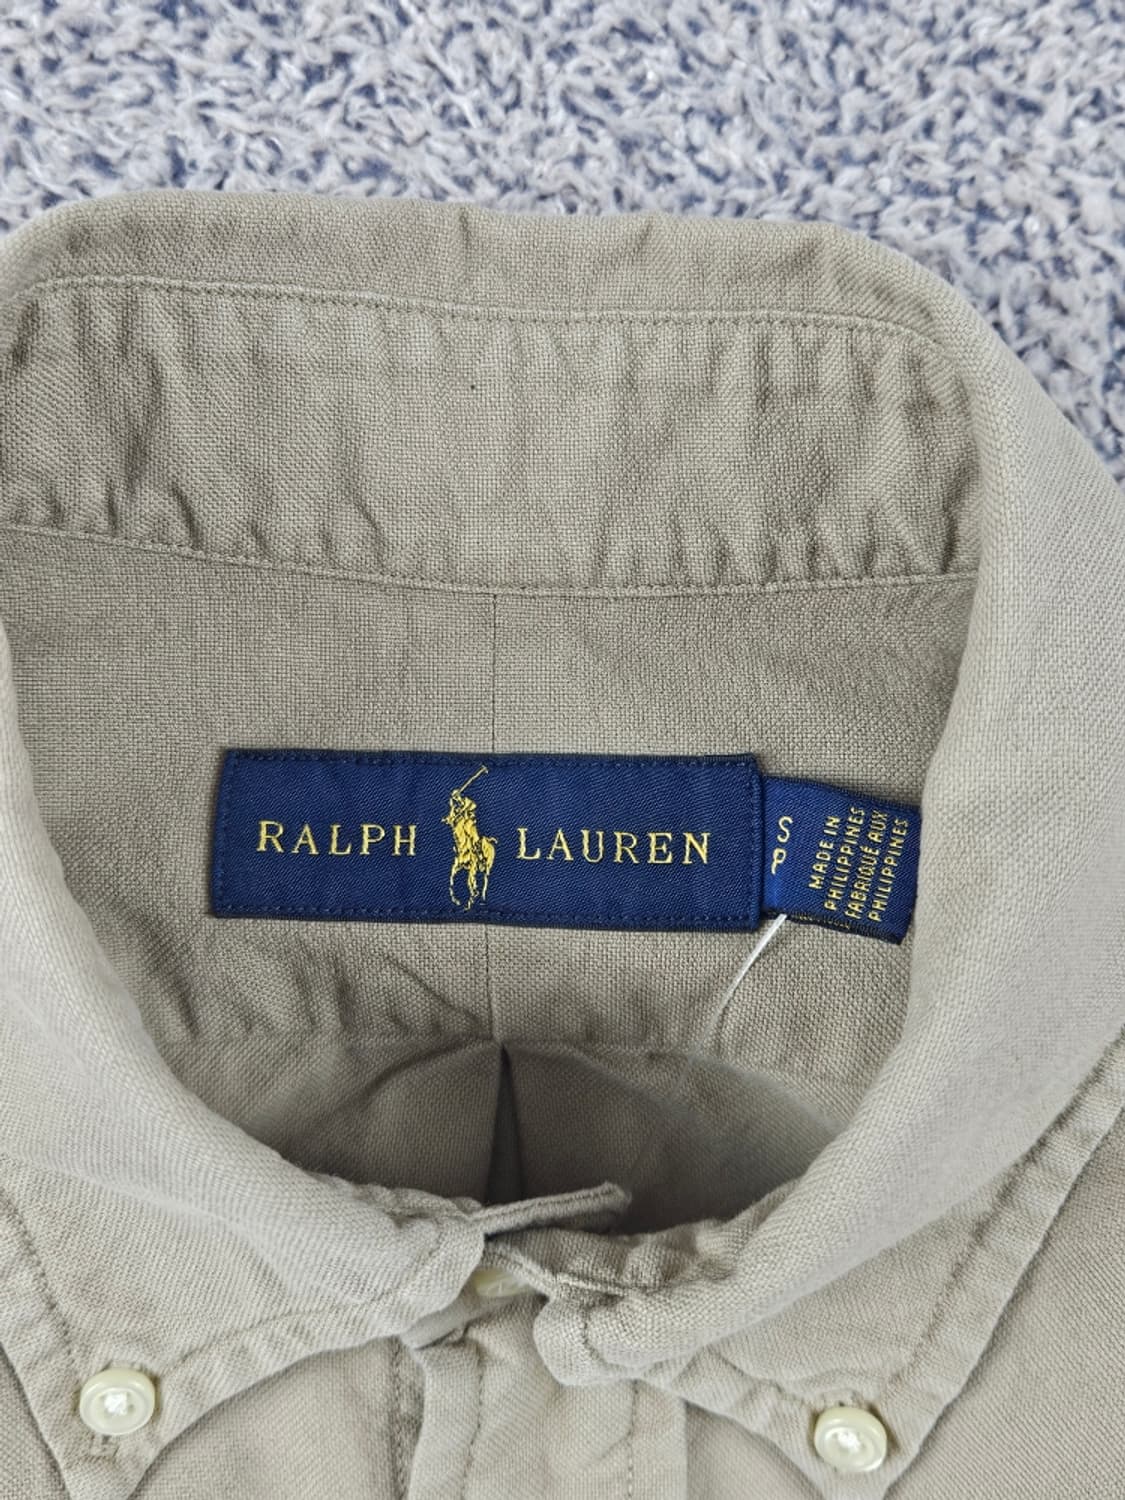 RALPH LAUREN
S
P
MADE IN
PHILIPPINES
FABRIQUÉ AUX
PHILIPPINES